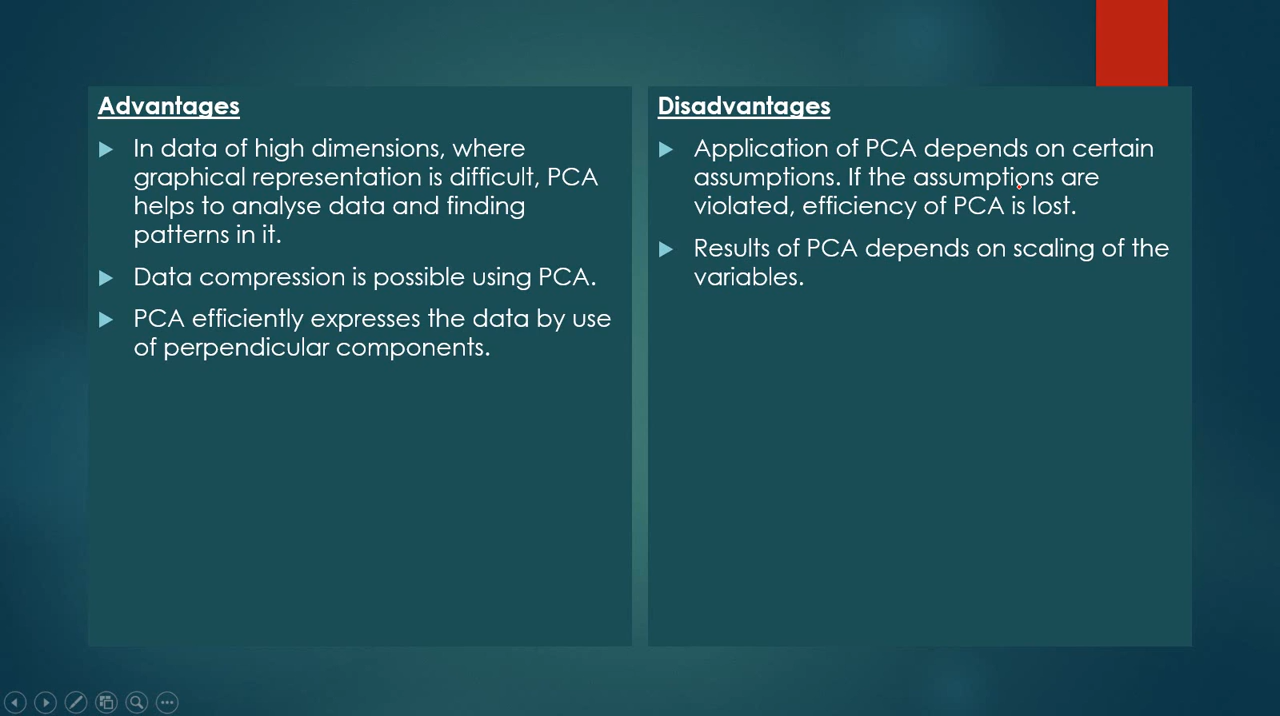 Advantages
In data of high dimensions, where
graphical representation is difficult, PCA
helps to analyse data and finding
patterns in it.
Data compression is possible using PCA.
PCA efficiently expresses the data by use
of perpendicular components.
Disadvantages
Application of PCA depends on certain
assumptions. If the assumptions are
violated, efficiency of PCA is lost.
Results of PCA depends on scaling of the
variables.